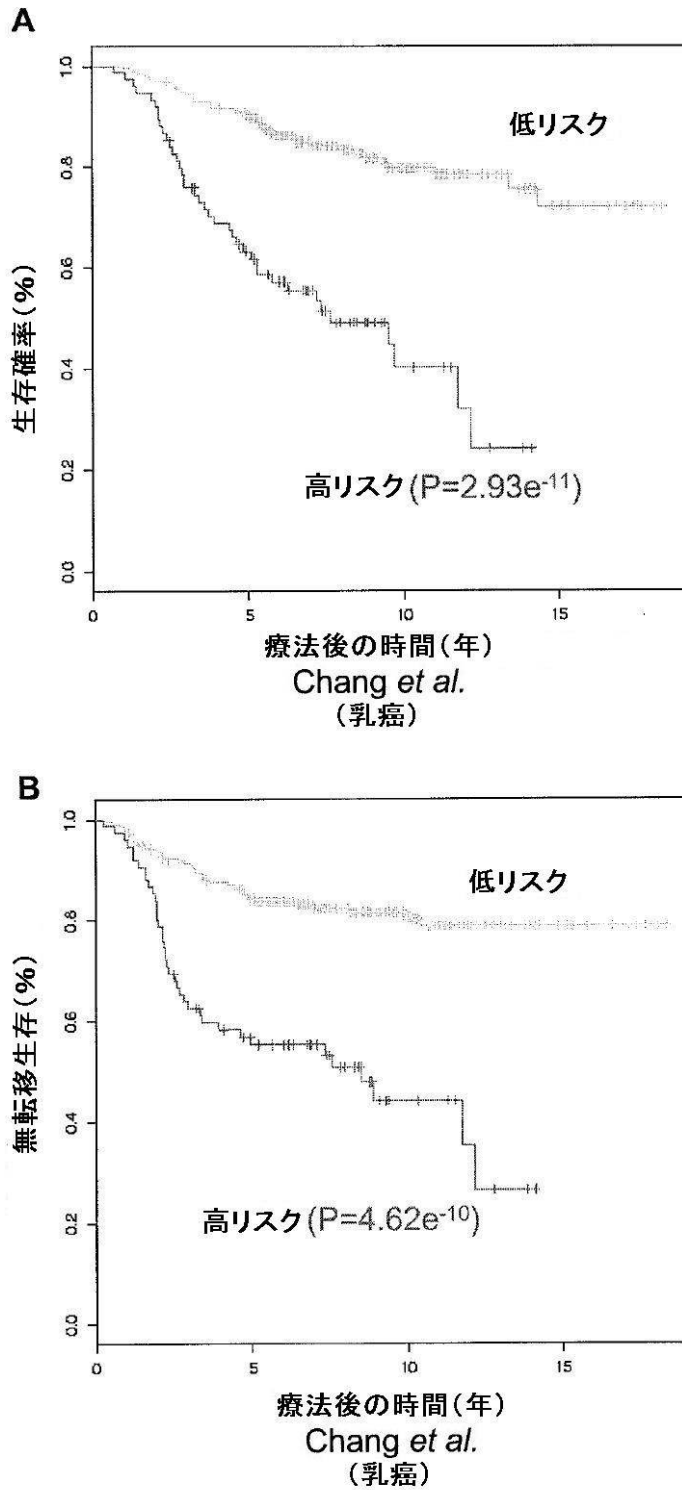 A
生存確率(%)
1.0
0.8
0.6
0.4
0.2
0.0
低リスク
高リスク(P=2.93e-11)
0 5 10 15
療法後の時間(年)
Chang et al.
(乳癌)
B
無転移生存(%)
1.0
0.8
0.6
0.4
0.2
0.0
低リスク
高リスク(P=4.62e-10)
0 5 10 15
療法後の時間(年)
Chang et al.
(乳癌)